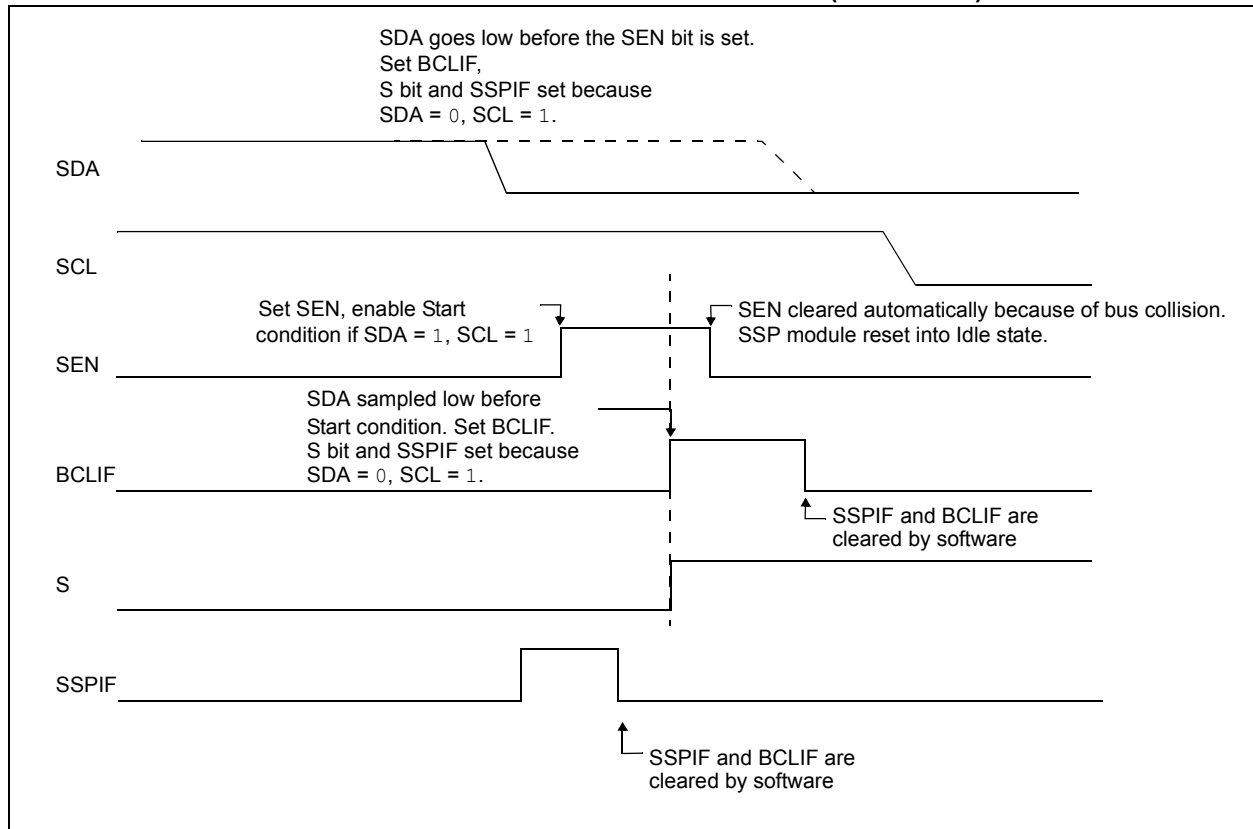 SDA goes low before the SEN bit is set.
Set BCLIF,
S bit and SSPIF set because
SDA = 0, SCL = 1.
SDA
SCL
Set SEN, enable Start
condition if SDA = 1, SCL = 1
SEN cleared automatically because of bus collision.
SSP module reset into Idle state.
SEN
SDA sampled low before
Start condition. Set BCLIF.
S bit and SSPIF set because
SDA = 0, SCL = 1.
BCLIF
SSPIF and BCLIF are
cleared by software
S
SSPIF
SSPIF and BCLIF are
cleared by software